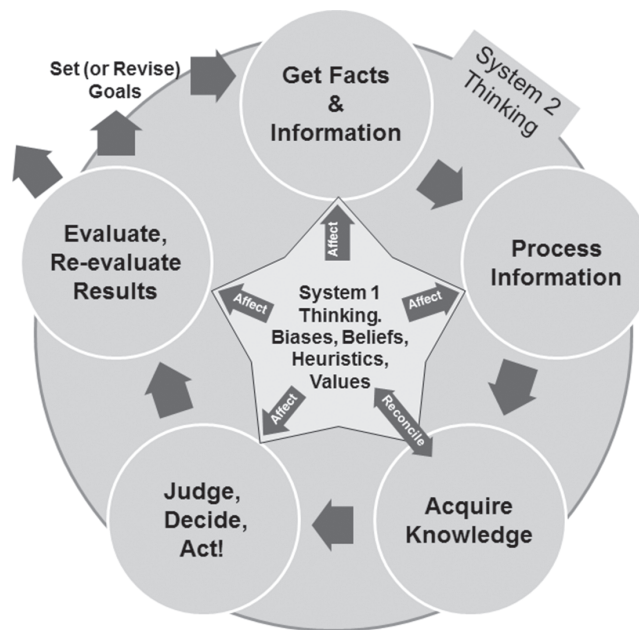 Set (or Revise)
Goals
Get Facts
&
Information
System 2
Thinking
Process
Information
Acquire
Knowledge
Judge,
Decide,
Act!
Evaluate,
Re-evaluate
Results
System 1
Thinking.
Biases, Beliefs,
Heuristics,
Values
Affect
Affect
Reconcile
Affect
Affect